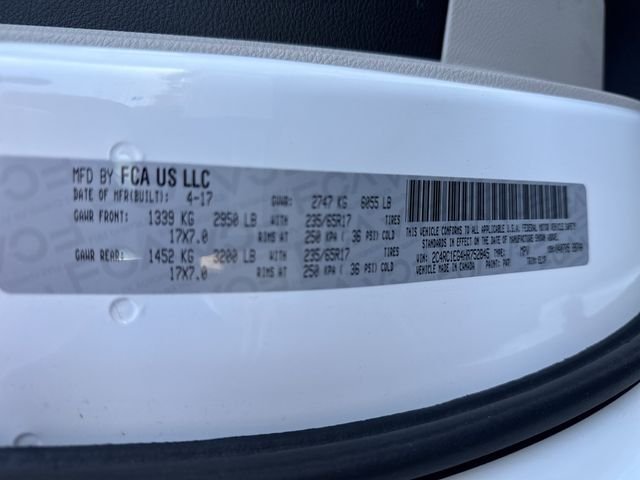 MFD BY FCA US LLC
DATE OF MFR(BUILT): 4-17 GVWR: 2747 KG 6055 LB
GAWR FRONT: 1339 KG 2950 LB WITH 235/65R17 TIRES
17X7.0 RIMS AT 250 KPA ( 36 PSI) COLD
GAWR REAR: 1452 KG 3200 LB WITH 235/65R17 TIRES
17X7.0 RIMS AT 250 KPA ( 36 PSI) COLD
THIS VEHICLE CONFORMS TO ALL APPLICABLE U.S.A. FEDERAL MOTOR VEHICLE SAFETY
STANDARDS IN EFFECT ON THE DATE OF MANUFACTURE SHOWN ABOVE.
VIN: 2C4RC1EG4HR752845 TYPE: MPV
VEHICLE MADE IN CANADA PAINT: TRIM: